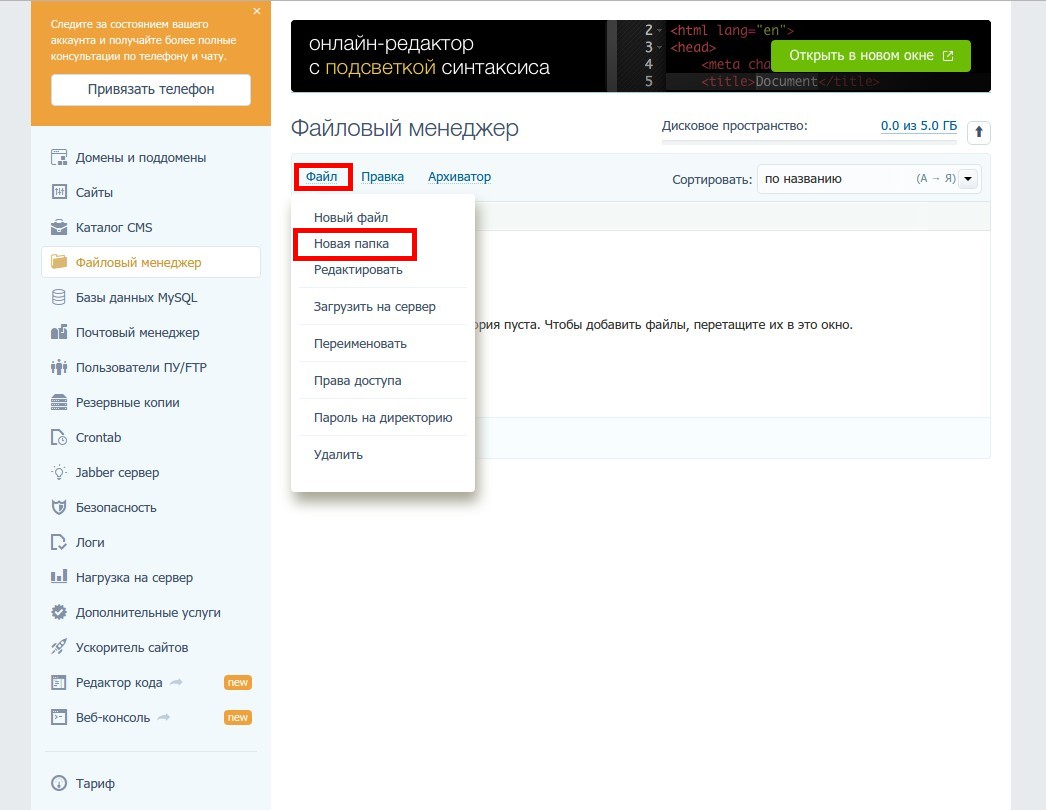 ×
Следите за состоянием вашего
аккаунта и получайте более полные
консультации по телефону и чату.
Привязать телефон
Домены и поддомены
Сайты
Каталог CMS
Файловый менеджер
Базы данных MySQL
Почтовый менеджер
Пользователи ПУ/FTP
Резервные копии
Crontab
Jabber сервер
Безопасность
Логи
Нагрузка на сервер
Дополнительные услуги
Ускоритель сайтов
Редактор кода new
Веб-консоль new
Тариф
онлайн-редактор
с подсветкой синтаксиса
2 <html lang="en">
3 <head>
4 <meta cha
5 <title>Document</title>
Открыть в новом окне
Файловый менеджер
Дисковое пространство: 0.0 из 5.0 ГБ
Файл Правка Архиватор
Сортировать: по названию (А → Я)
Новый файл
Новая папка
Редактировать
Загрузить на сервер
Переименовать
Права доступа
Пароль на директорию
Удалить
ория пуста. Чтобы добавить файлы, перетащите их в это окно.